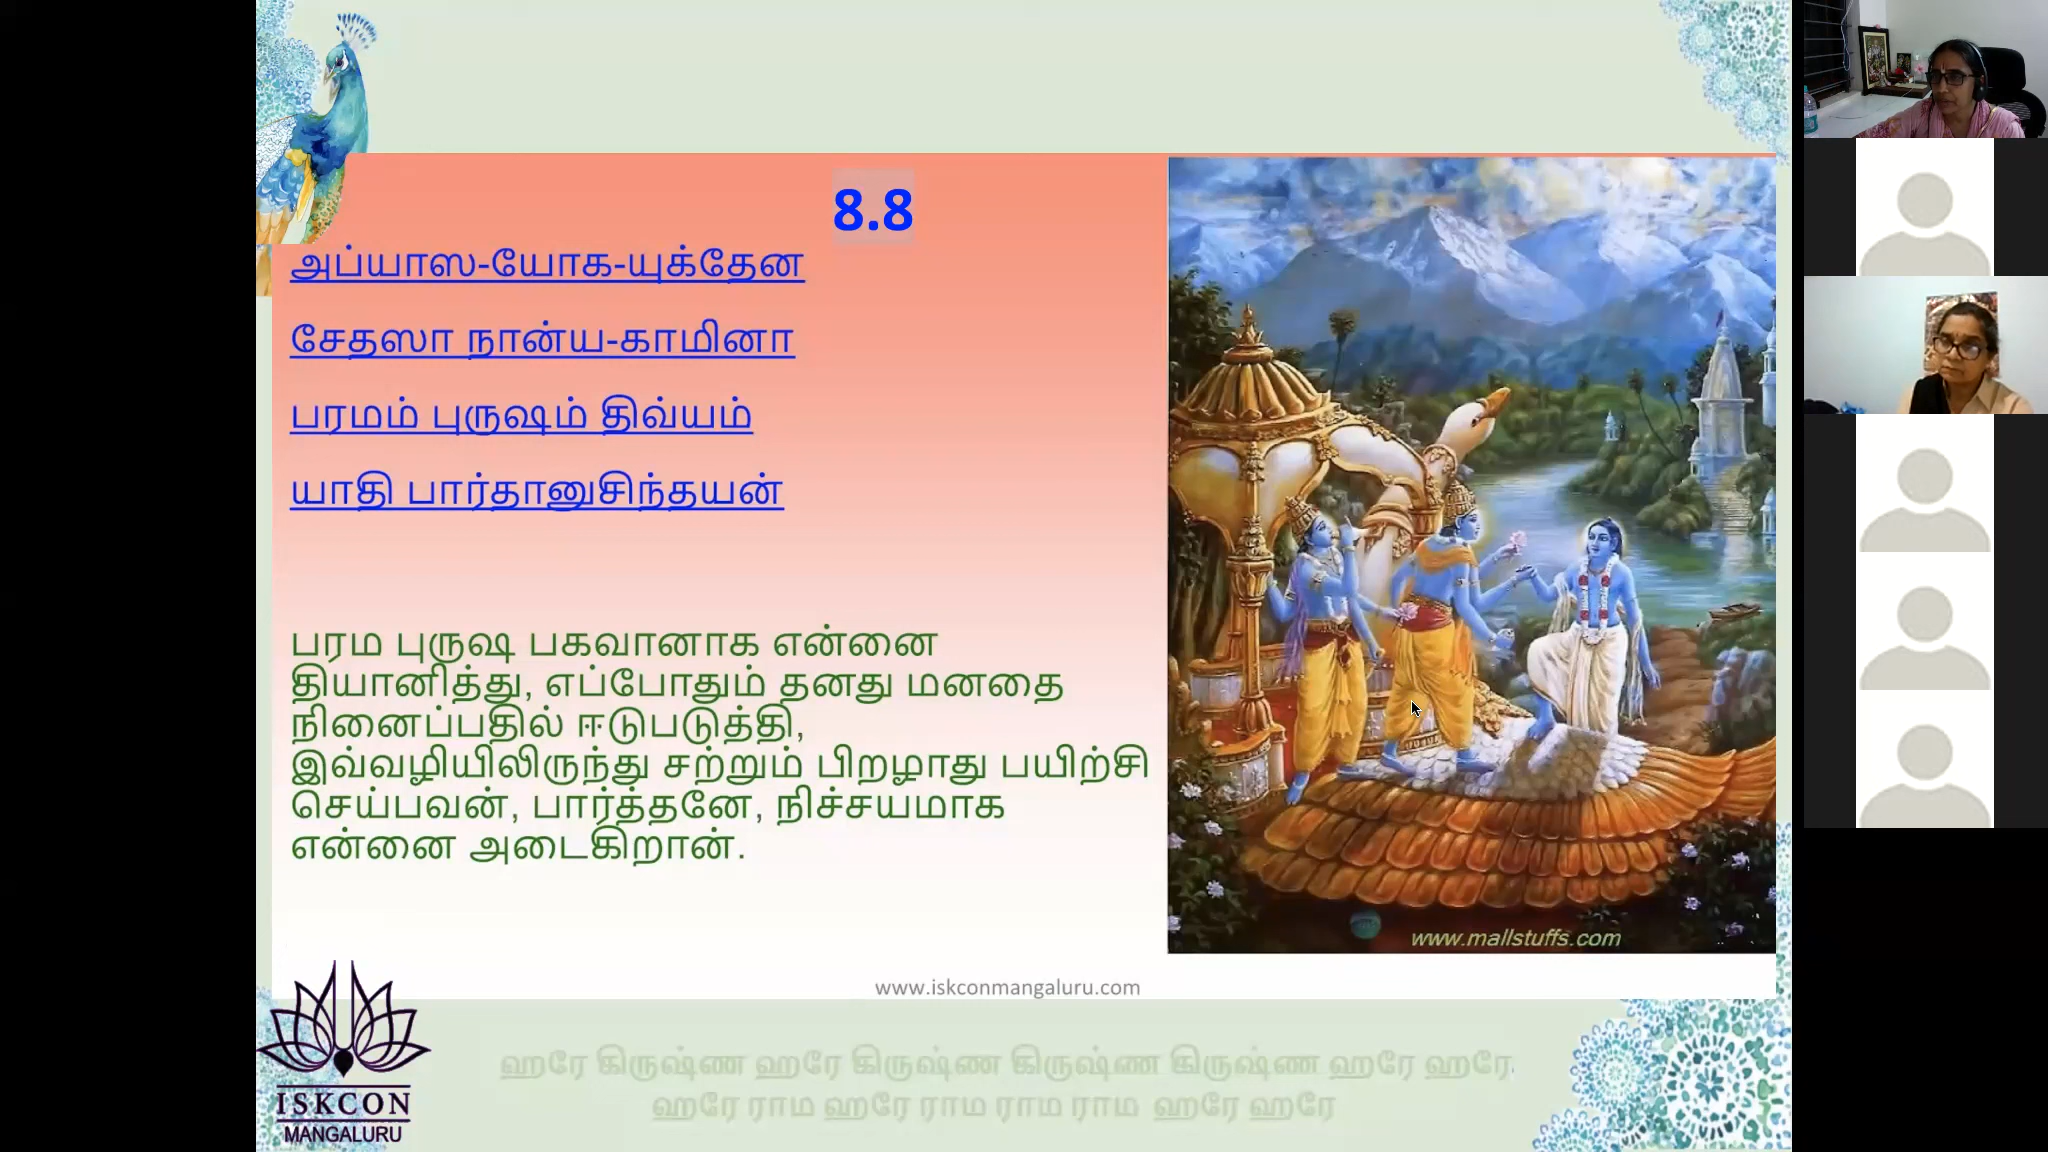 8.8
அப்யாஸ-யோக-யுக்தேன
சேதஸா நான்ய-காமினா
பரமம் புருஷம் திவ்யம்
யாதி பார்தானுசிந்தயன்
பரம புருஷ பகவானாக என்னை
தியானித்து, எப்போதும் தனது மனதை
நினைப்பதில் ஈடுபடுத்தி,
இவ்வழியிலிருந்து சற்றும் பிறழாது பயிற்சி
செய்பவன், பார்த்தனே, நிச்சயமாக
என்னை அடைகிறான்.
www.mallstuffs.com
www.iskconmangaluru.com
ISKCON
MANGALURU
ஹரே கிருஷ்ண ஹரே கிருஷ்ண கிருஷ்ண கிருஷ்ண ஹரே ஹரே
ஹரே ராம ஹரே ராம ராம ராம ஹரே ஹரே